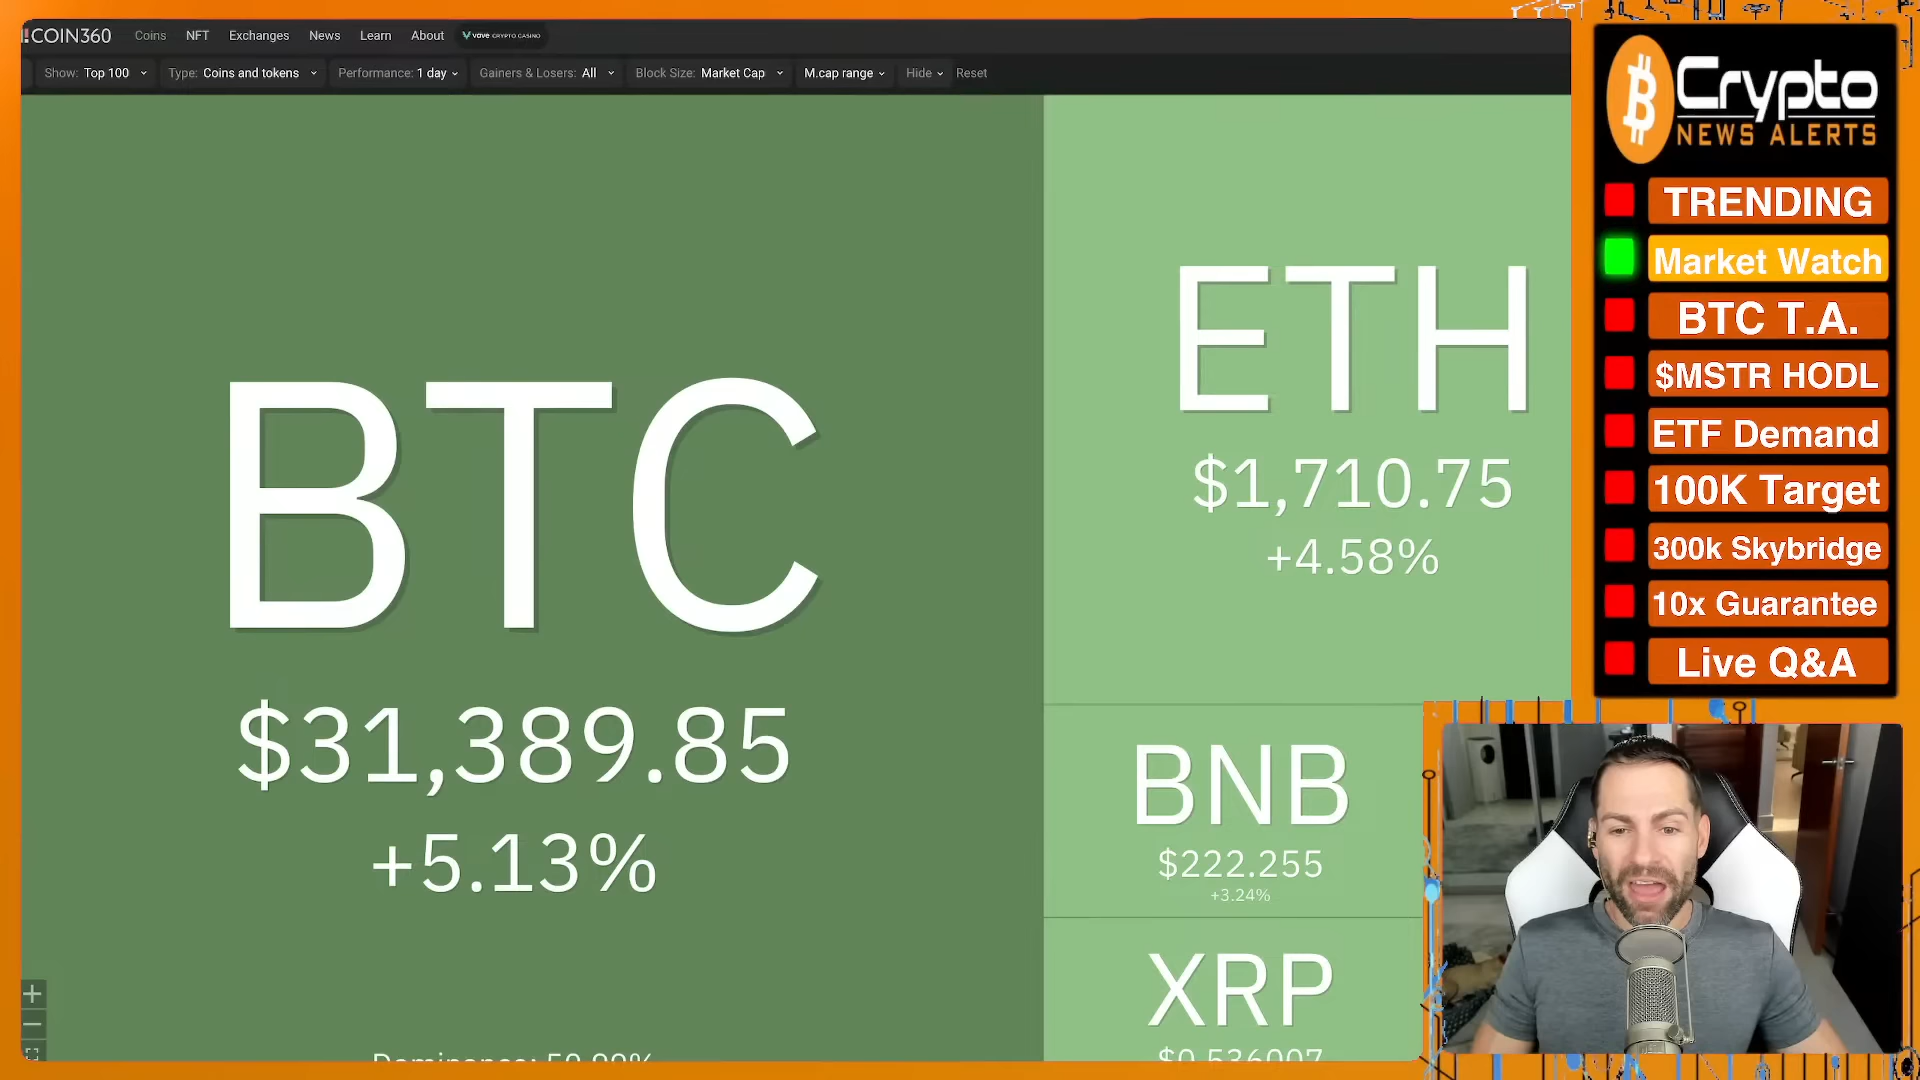 COIN360 Coins NFT Exchanges News Learn About vave CRYPTO CASINO
Show: Top 100 Type: Coins and tokens Performance: 1 day Gainers & Losers: All Block Size: Market Cap M.cap range Hide Reset
BTC
$31,389.85
+5.13%
ETH
$1,710.75
+4.58%
BNB
$222.255
+3.24%
XRP
Crypto
NEWS ALERTS
TRENDING
Market Watch
BTC T.A.
$MSTR HODL
ETF Demand
100K Target
300k Skybridge
10x Guarantee
Live Q&A